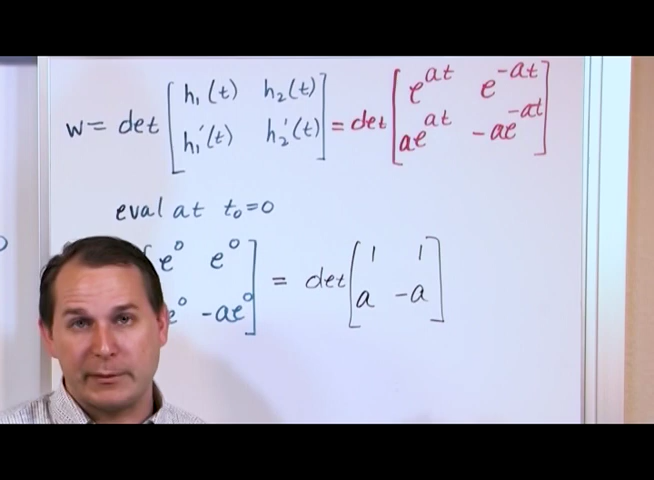 w = det [ h₁(t) h₂(t) = det [ e^at e^-at
h₁'(t) h₂'(t) ] ae^at -ae^-at ]
eval at t₀=0
[ e⁰ e⁰ = det [ 1 1
e⁰ -ae⁰ ] a -a ]